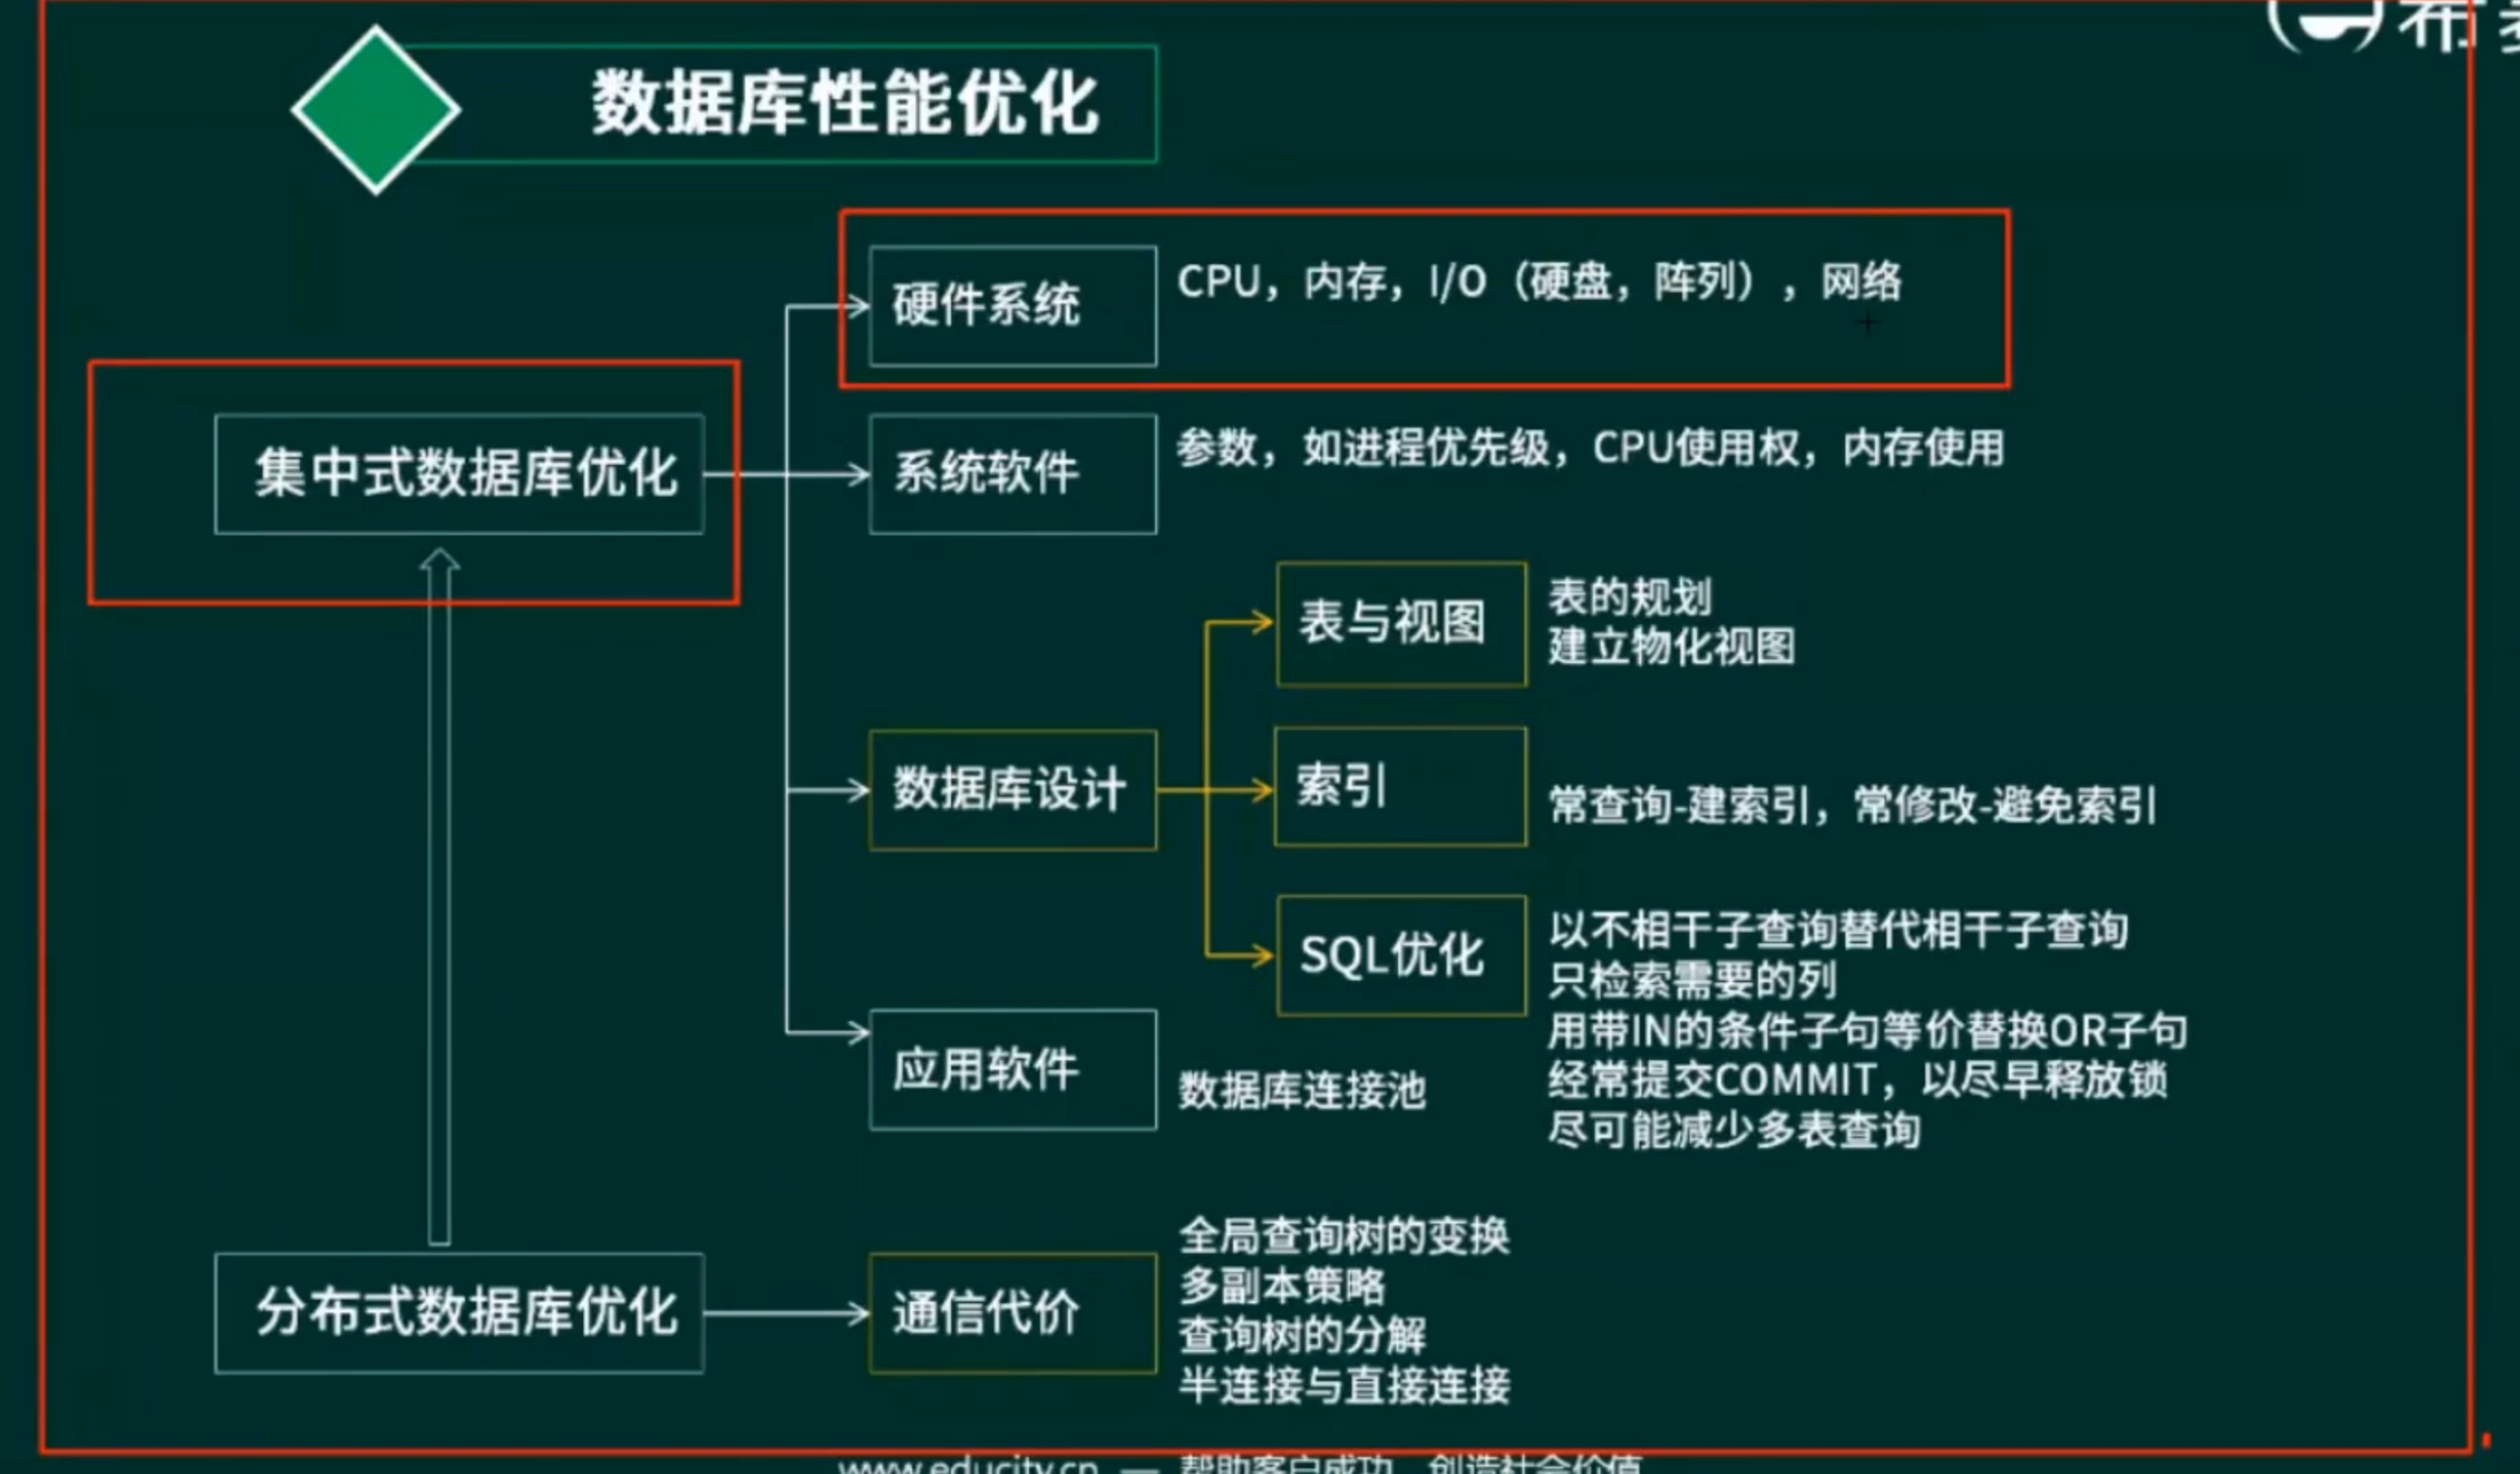 数据库性能优化
硬件系统
CPU，内存，I/O（硬盘，阵列），网络
集中式数据库优化
系统软件
参数，如进程优先级，CPU使用权，内存使用
表与视图
表的规划
建立物化视图
数据库设计
索引
常查询-建索引，常修改-避免索引
SQL优化
以不相干子查询替代相干子查询
只检索需要的列
用带IN的条件子句等价替换OR子句
经常提交COMMIT，以尽早释放锁
尽可能减少多表查询
应用软件
数据库连接池
分布式数据库优化
通信代价
全局查询树的变换
多副本策略
查询树的分解
半连接与直接连接
www.educity.cn — 帮助客户成功 创造社会价值